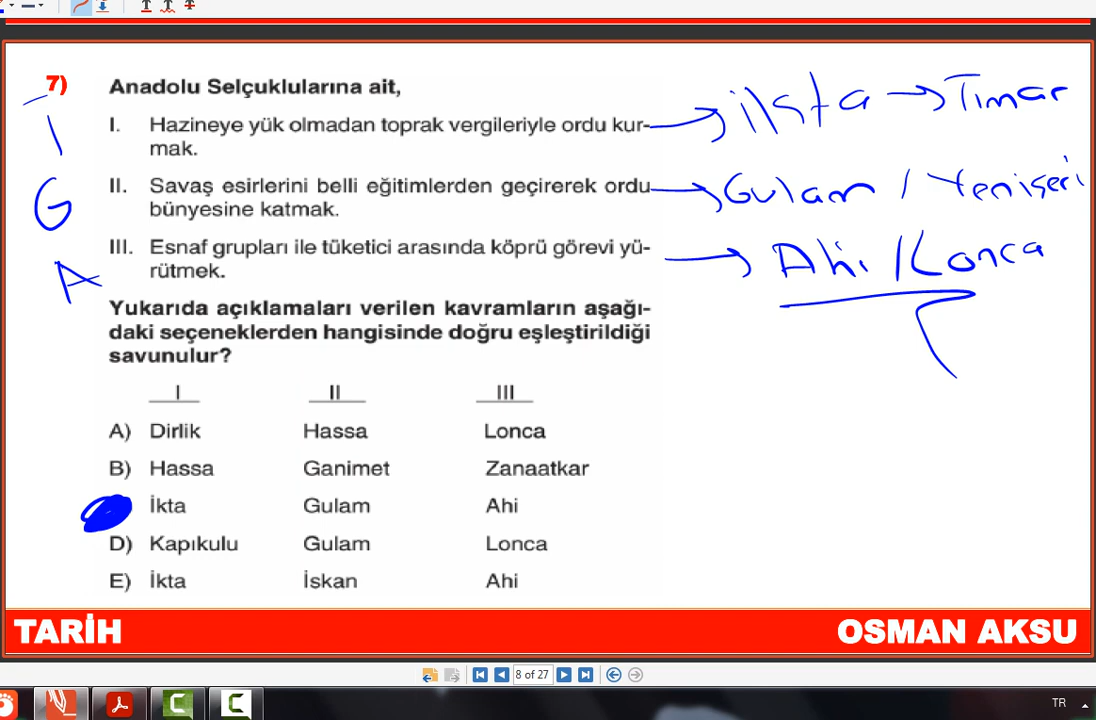 7) Anadolu Selçuklularına ait,
I. Hazineye yük olmadan toprak vergileriyle ordu kur-
mak.
→ ikta → Tımar
II. Savaş esirlerini belli eğitimlerden geçirerek ordu
bünyesine katmak.
→ Gulam / Yeniçeri
III. Esnaf grupları ile tüketici arasında köprü görevi yü-
rütmek.
→ Ahi / Lonca
I
G
A
Yukarıda açıklamaları verilen kavramların aşağı-
daki seçeneklerden hangisinde doğru eşleştirildiği
savunulur?
I II III
A) Dirlik Hassa Lonca
B) Hassa Ganimet Zanaatkar
İkta Gulam Ahi
D) Kapıkulu Gulam Lonca
E) İkta İskan Ahi
TARİH OSMAN AKSU
8 of 27
TR